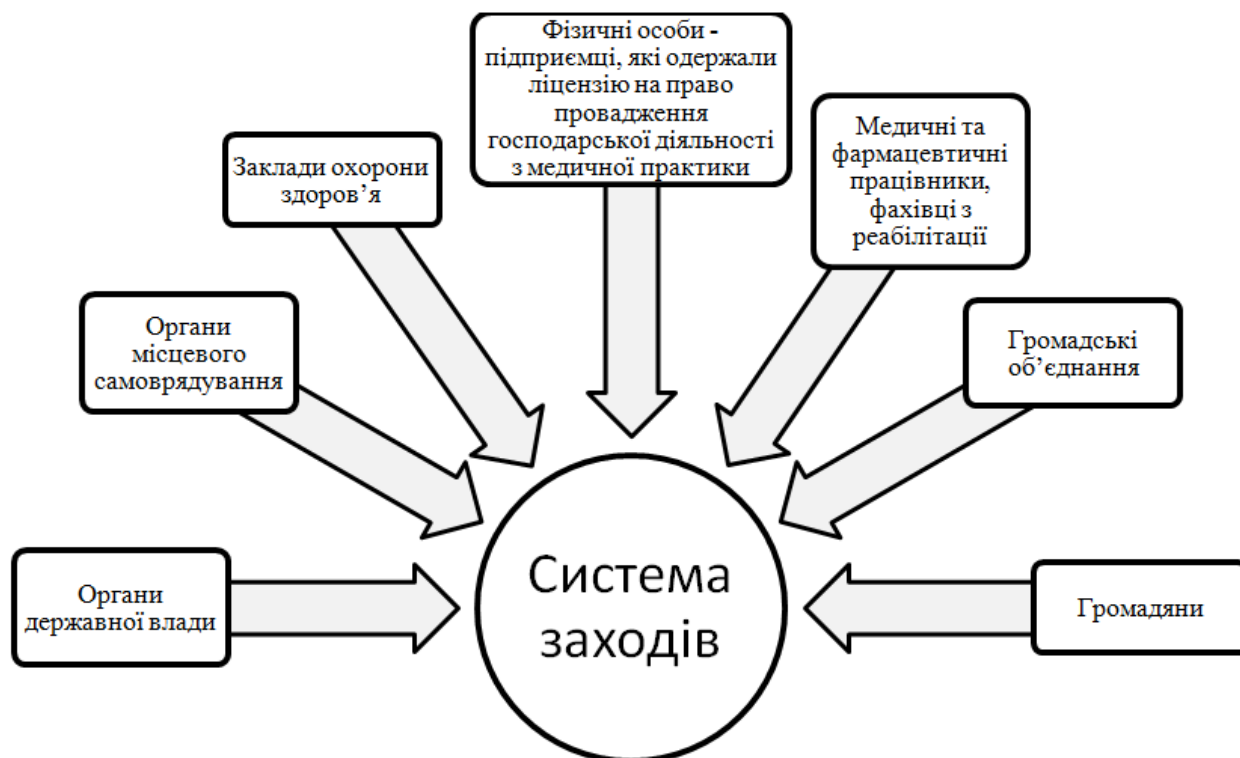 Фізичні особи -
підприємці, які одержали
ліцензію на право
провадження
господарської діяльності
з медичної практики
Заклади охорони
здоров’я
Медичні та
фармацевтичні
працівники,
фахівці з
реабілітації
Органи
місцевого
самоврядування
Громадські
об’єднання
Органи
державної влади
Система
заходів
Громадяни